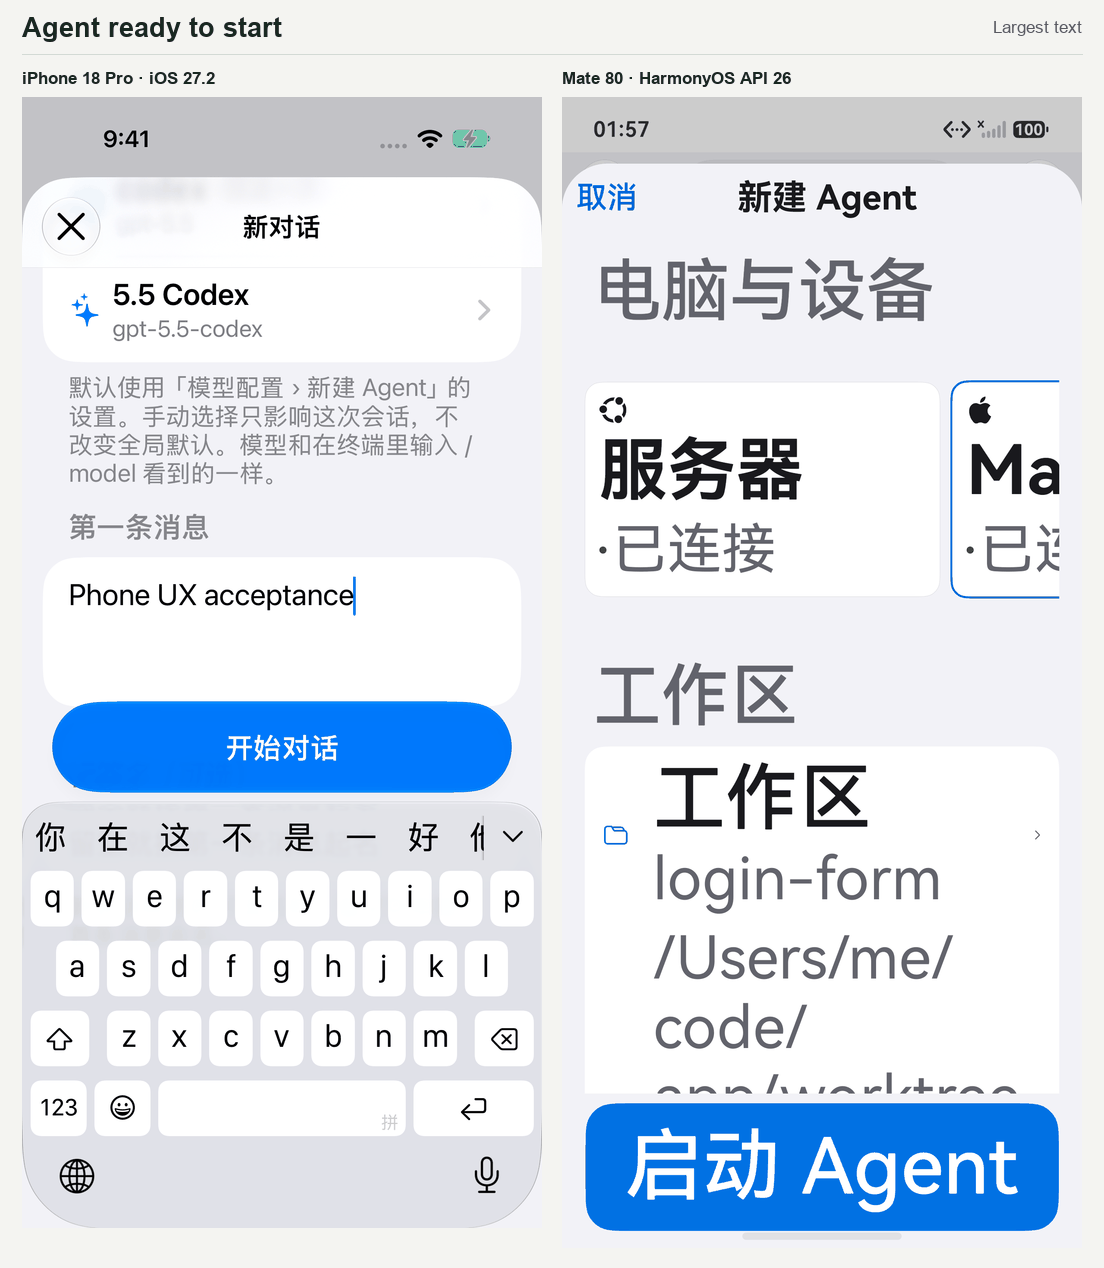 Agent ready to start
Largest text
iPhone 18 Pro · iOS 27.2
9:41
新对话
5.5 Codex
gpt-5.5-codex
默认使用「模型配置 › 新建 Agent」的
设置。手动选择只影响这次会话，不
改变全局默认。模型和在终端里输入 /
model 看到的一样。
第一条消息
Phone UX acceptance
开始对话
你 在 这 不 是 一 好
q w e r t y u i o p
a s d f g h j k l
z x c v b n m
123
拼
Mate 80 · HarmonyOS API 26
01:57
100
取消
新建 Agent
电脑与设备
服务器
·已连接
Ma
·已连
工作区
工作区
login-form
/Users/me/
code/
app/worktree
启动 Agent